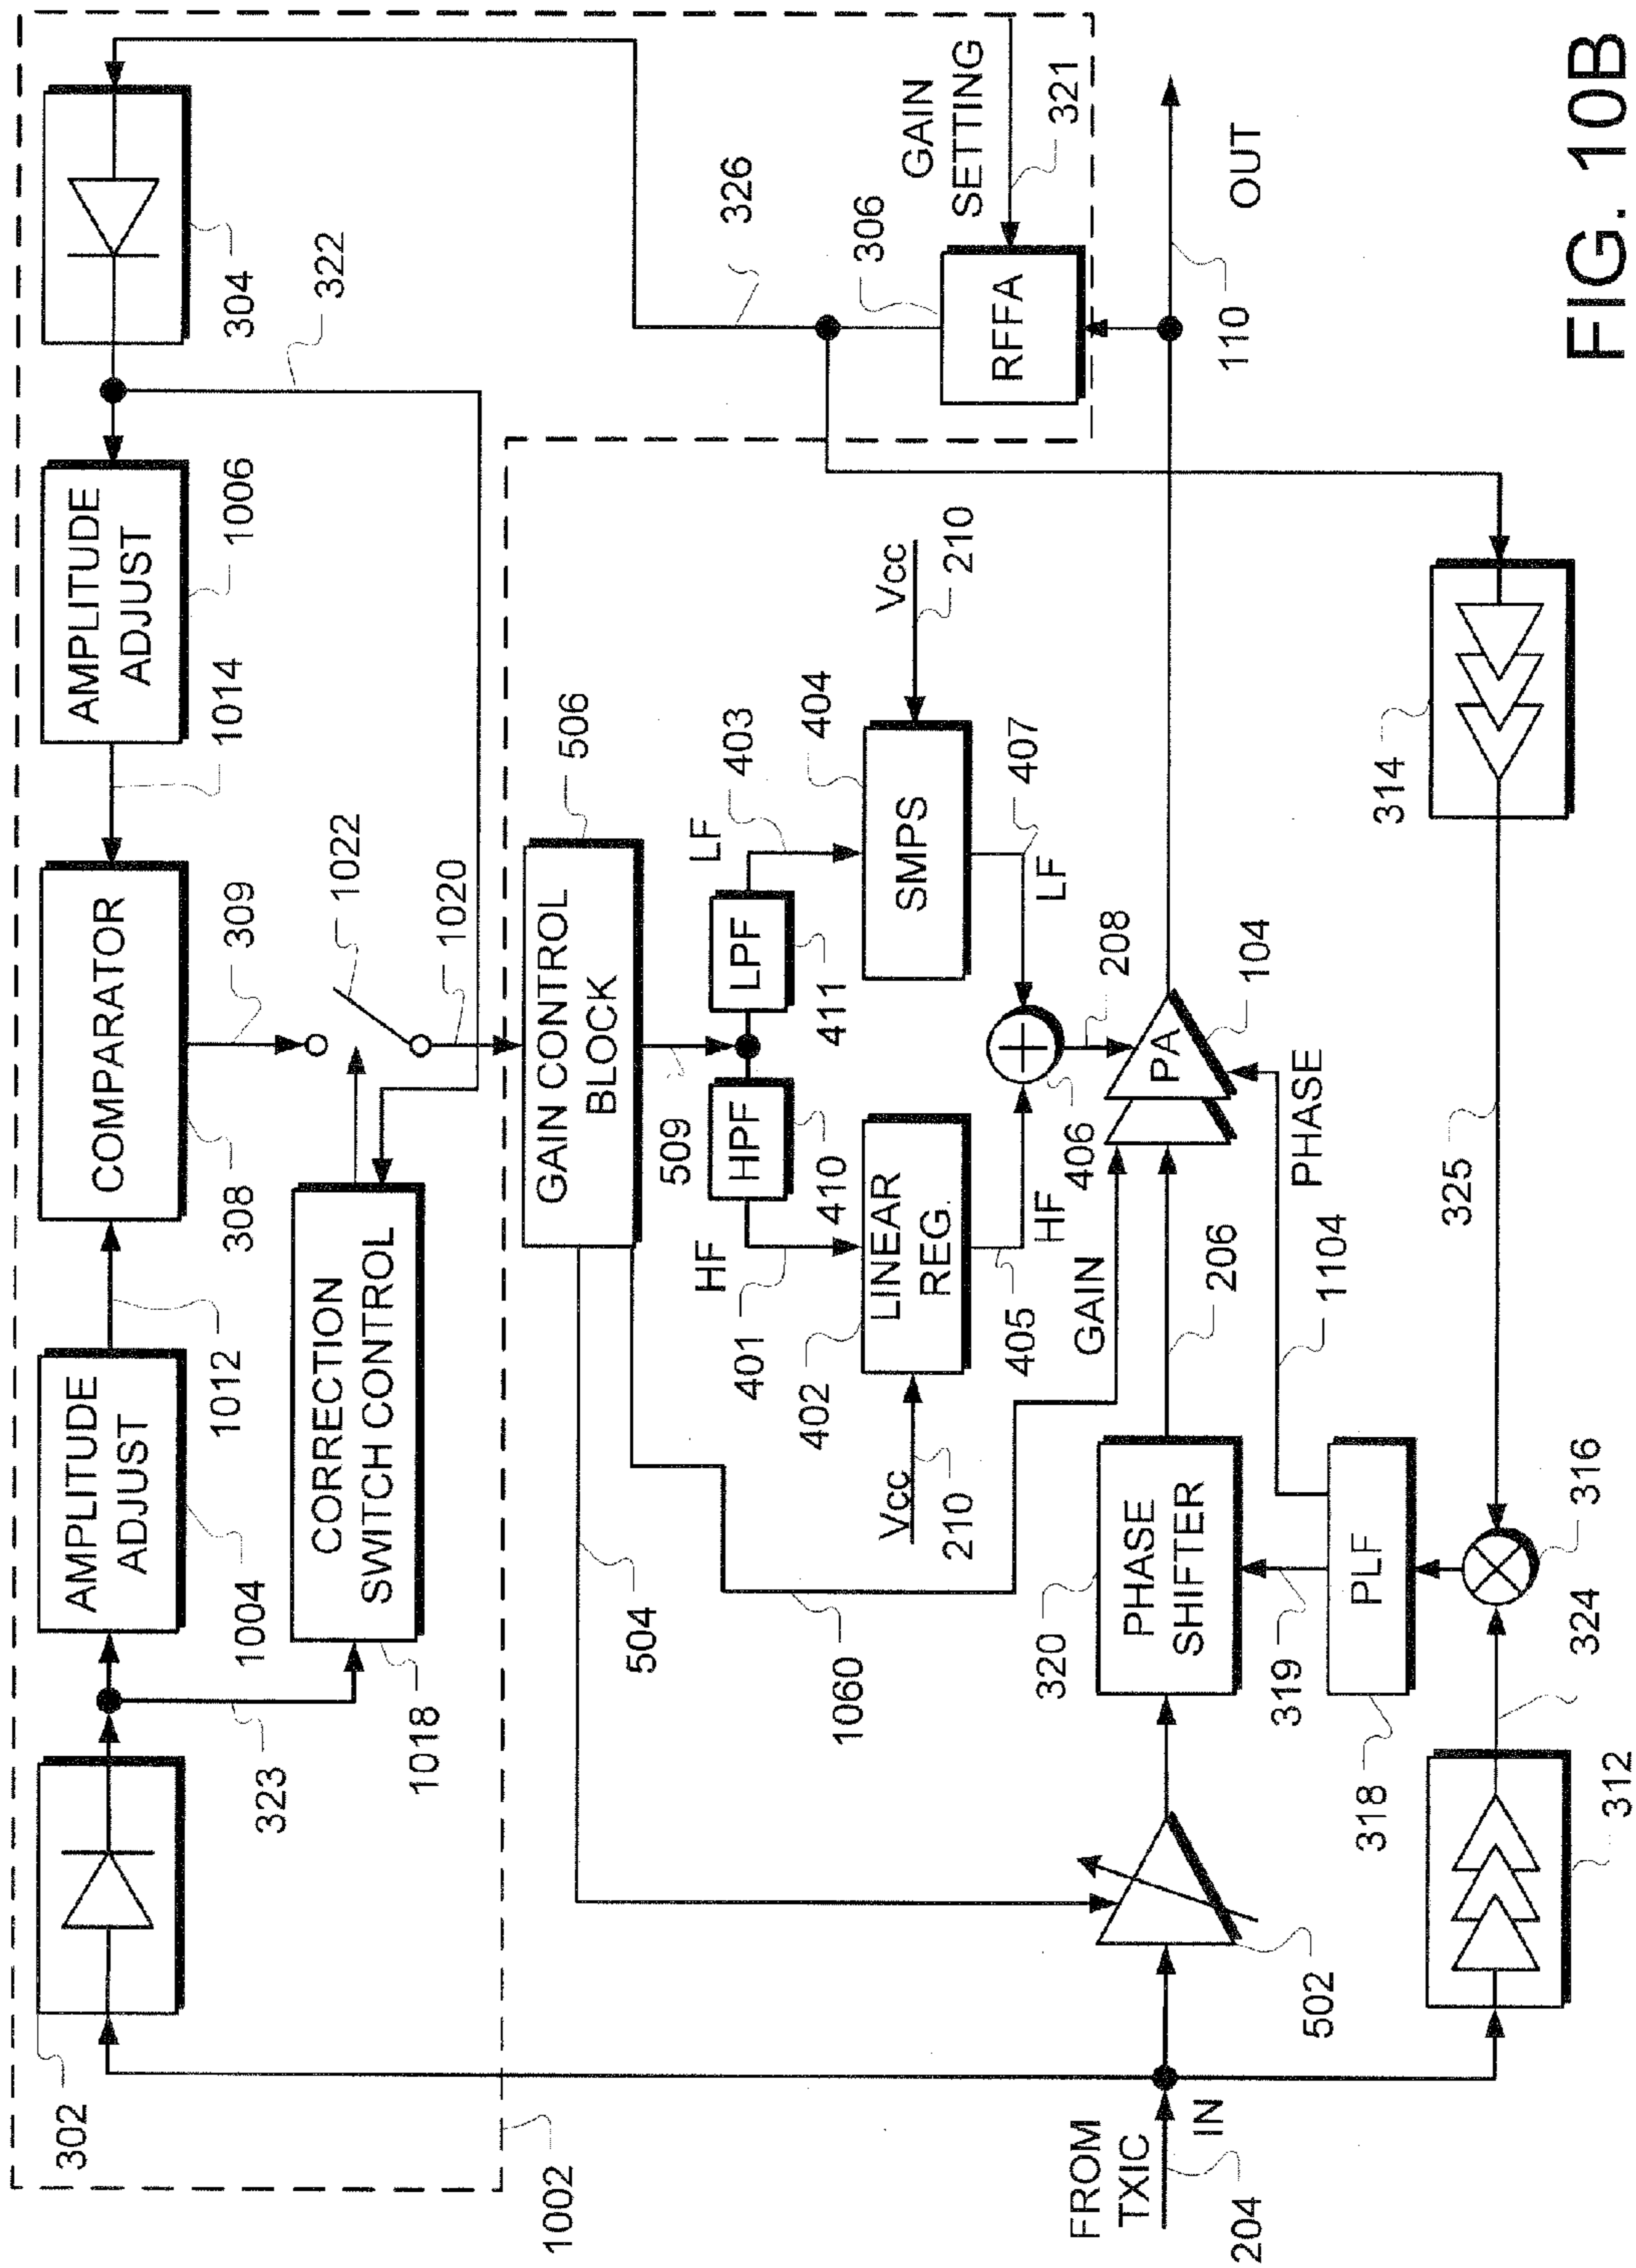 302
304
AMPLITUDE
ADJUST
1004
1012
COMPARATOR
308
309
1014
AMPLITUDE
ADJUST
1006
322
323
CORRECTION
SWITCH CONTROL
1018
1022
1020
326
1002
GAIN CONTROL
BLOCK
506
509
504
HF
401
HPF
410
LPF
411
LF
403
LINEAR
REG.
402
Vcc
210
405
HF
SMPS
404
Vcc
210
407
LF
406
208
GAIN
1060
RFFA
306
GAIN
SETTING
321
FROM
TXIC
IN
204
502
PHASE
SHIFTER
320
206
PA
104
PHASE
1104
110
OUT
319
PLF
318
312
324
316
325
314
FIG. 10B